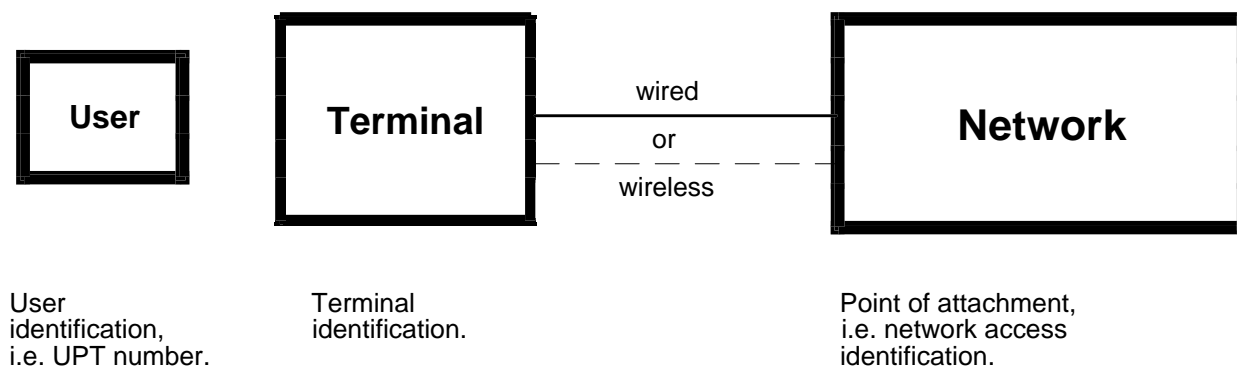 User
Terminal
wired
or
wireless
Network
User
identification,
i.e. UPT number.
Terminal
identification.
Point of attachment,
i.e. network access
identification.